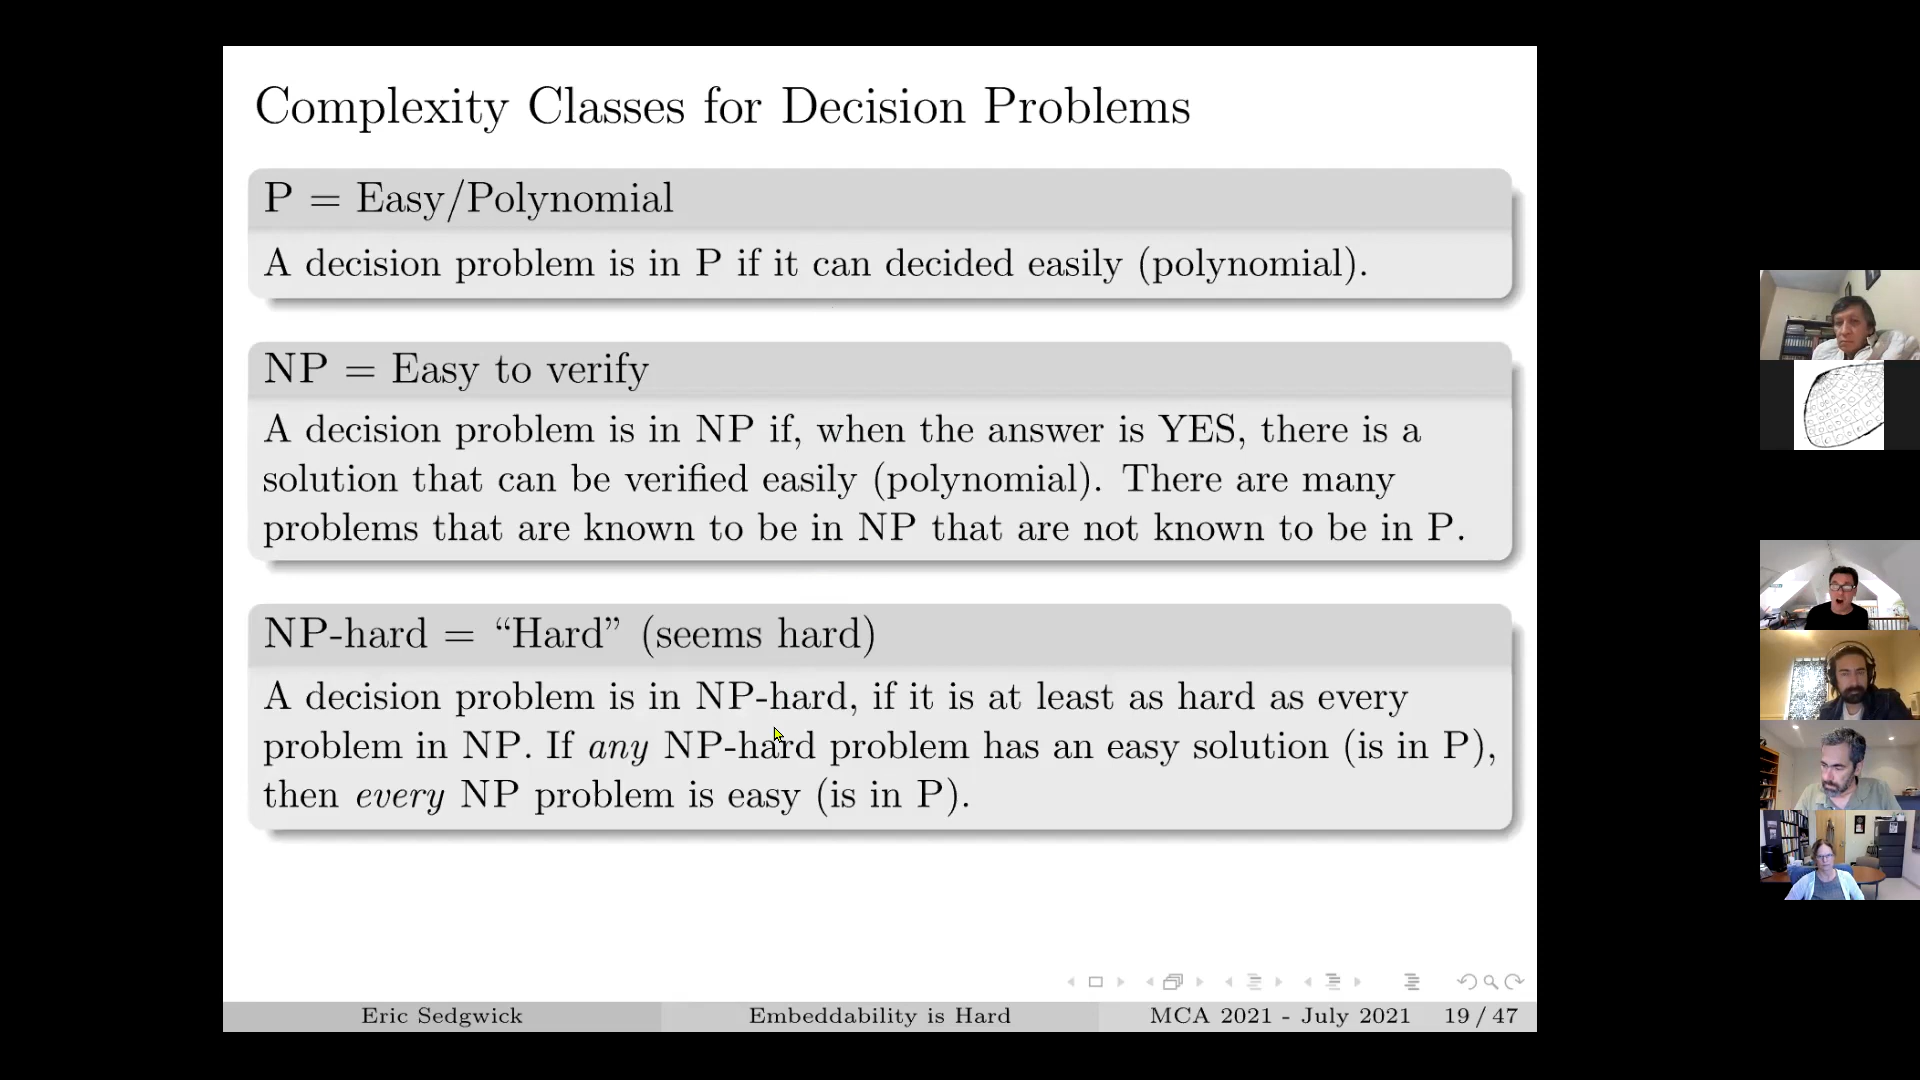 Complexity Classes for Decision Problems
P = Easy/Polynomial
A decision problem is in P if it can decided easily (polynomial).
NP = Easy to verify
A decision problem is in NP if, when the answer is YES, there is a
solution that can be verified easily (polynomial). There are many
problems that are known to be in NP that are not known to be in P.
NP-hard = “Hard” (seems hard)
A decision problem is in NP-hard, if it is at least as hard as every
problem in NP. If any NP-hard problem has an easy solution (is in P),
then every NP problem is easy (is in P).
Eric Sedgwick Embeddability is Hard MCA 2021 - July 2021 19 / 47